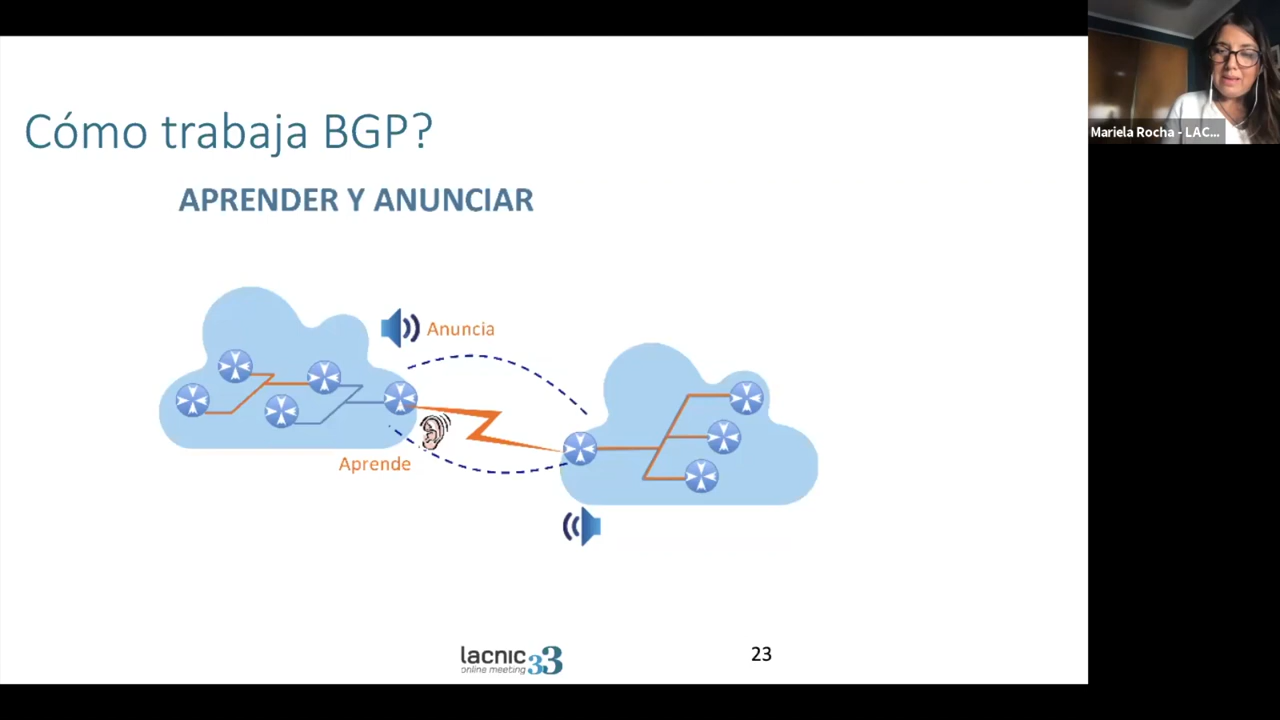 Cómo trabaja BGP?
APRENDER Y ANUNCIAR
Anuncia
Aprende
lacnic 33
online meeting
23
Mariela Rocha - LAC...